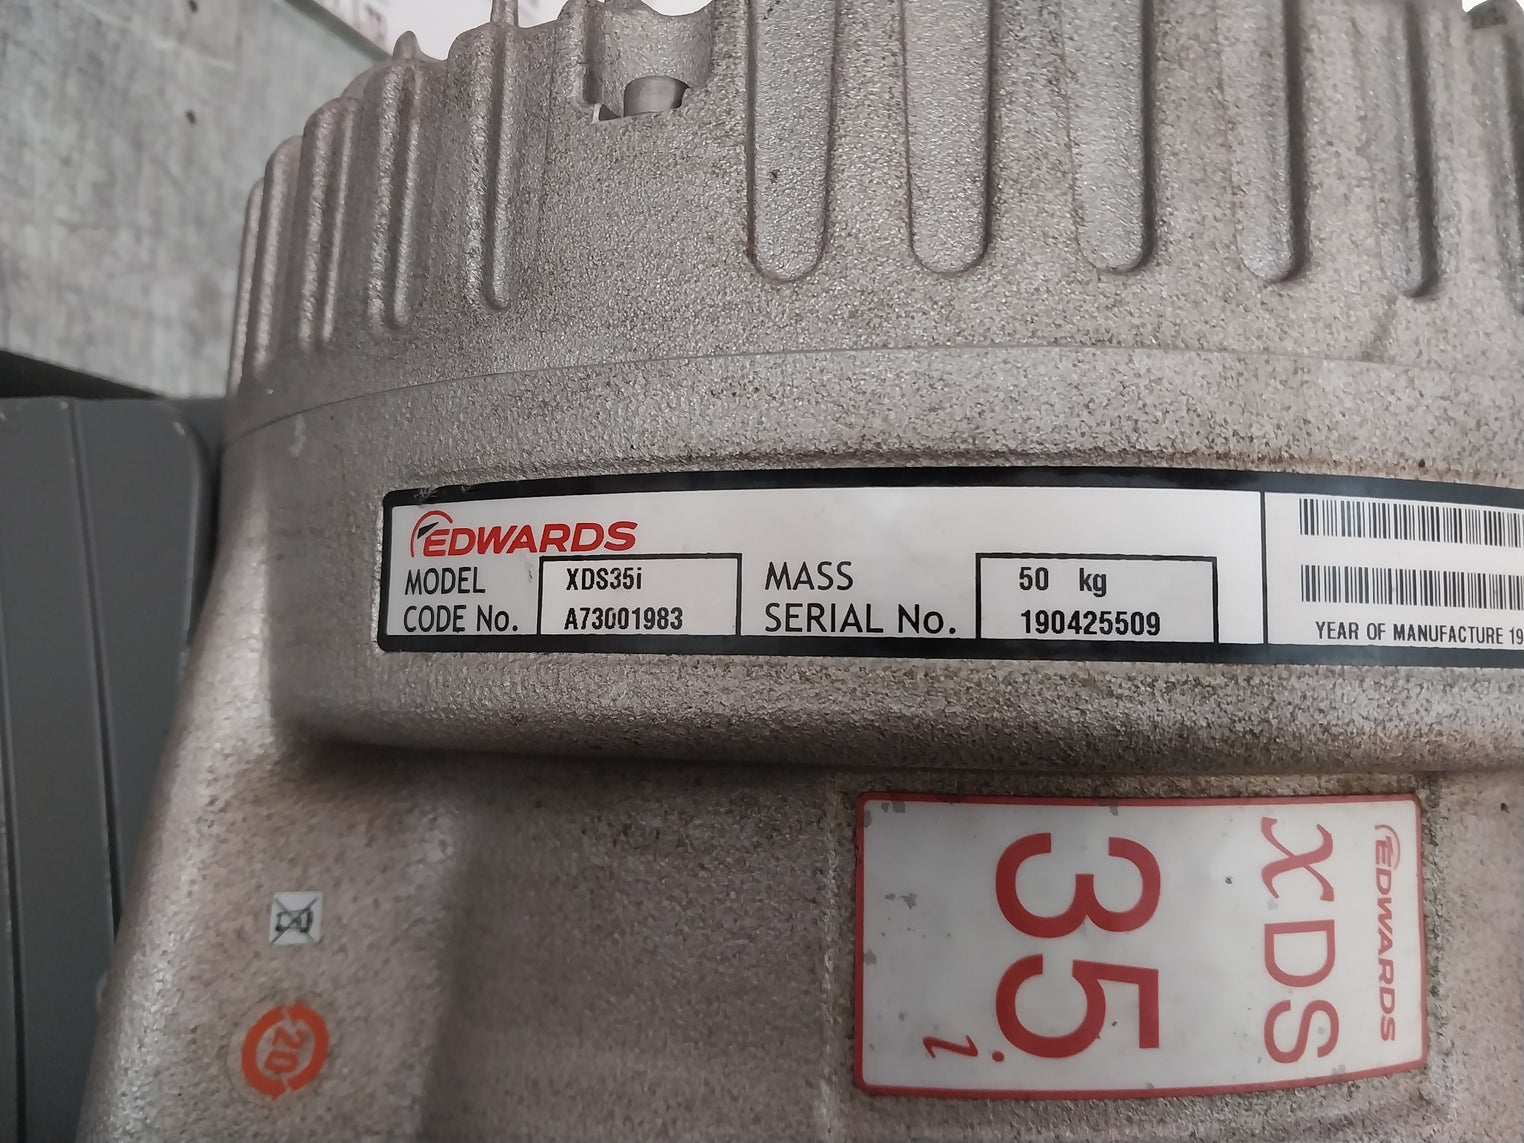 EDWARDS
MODEL XDS35i MASS 50 kg
CODE No. A73001983 SERIAL No. 190425509
YEAR OF MANUFACTURE 19
EDWARDS
XDS
35i
20